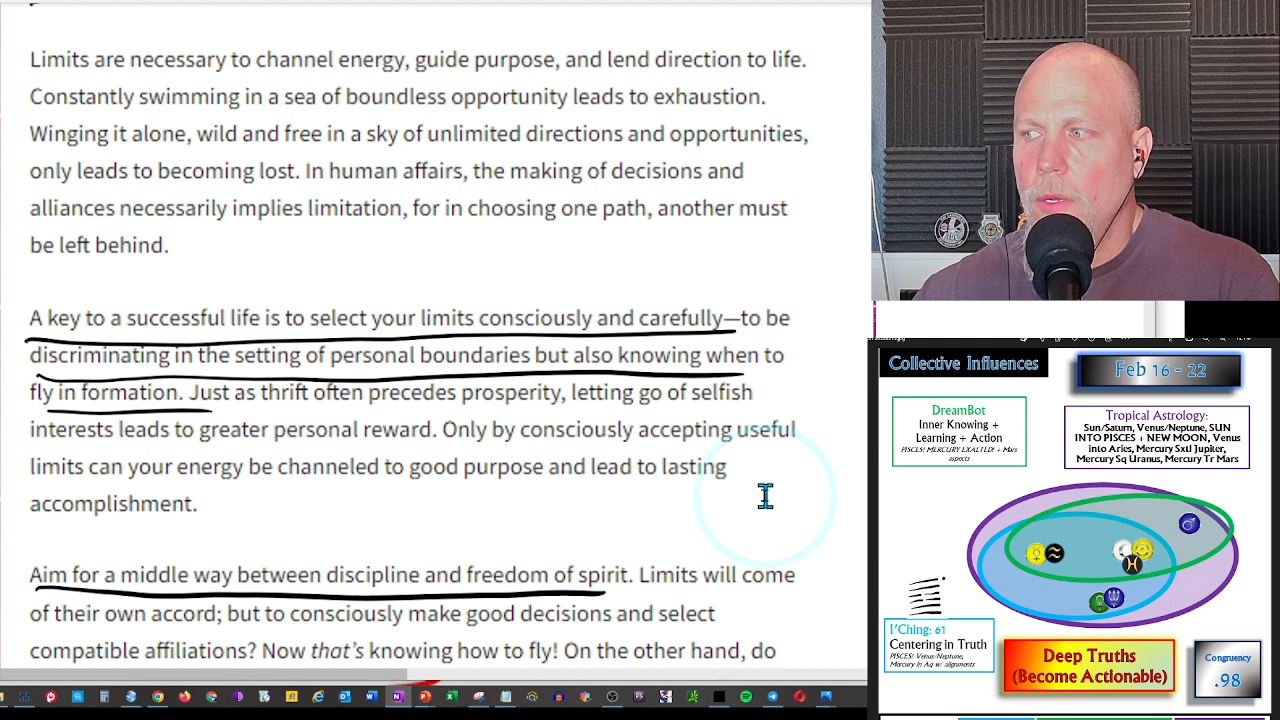 Limits are necessary to channel energy, guide purpose, and lend direction to life.
Constantly swimming in a sea of boundless opportunity leads to exhaustion.
Winging it alone, wild and free in a sky of unlimited directions and opportunities,
only leads to becoming lost. In human affairs, the making of decisions and
alliances necessarily implies limitation, for in choosing one path, another must
be left behind.
A key to a successful life is to select your limits consciously and carefully—to be
discriminating in the setting of personal boundaries but also knowing when to
fly in formation. Just as thrift often precedes prosperity, letting go of selfish
interests leads to greater personal reward. Only by consciously accepting useful
limits can your energy be channeled to good purpose and lead to lasting
accomplishment.
Aim for a middle way between discipline and freedom of spirit. Limits will come
of their own accord; but to consciously make good decisions and select
compatible affiliations? Now that's knowing how to fly! On the other hand, do
Collective Influences
Feb 16 - 22
DreamBot
Inner Knowing +
Learning + Action
PISCES! MERCURY EXALTED! + Mars
aspects
Tropical Astrology:
Sun/Saturn, Venus/Neptune, SUN
INTO PISCES + NEW MOON, Venus
into Aries, Mercury Sxtl Jupiter,
Mercury Sq Uranus, Mercury Tr Mars
I'Ching: 61
Centering in Truth
PISCES! Venus/Neptune,
Mercury in Aq w/ alignments
Deep Truths
(Become Actionable)
Congruency
.98